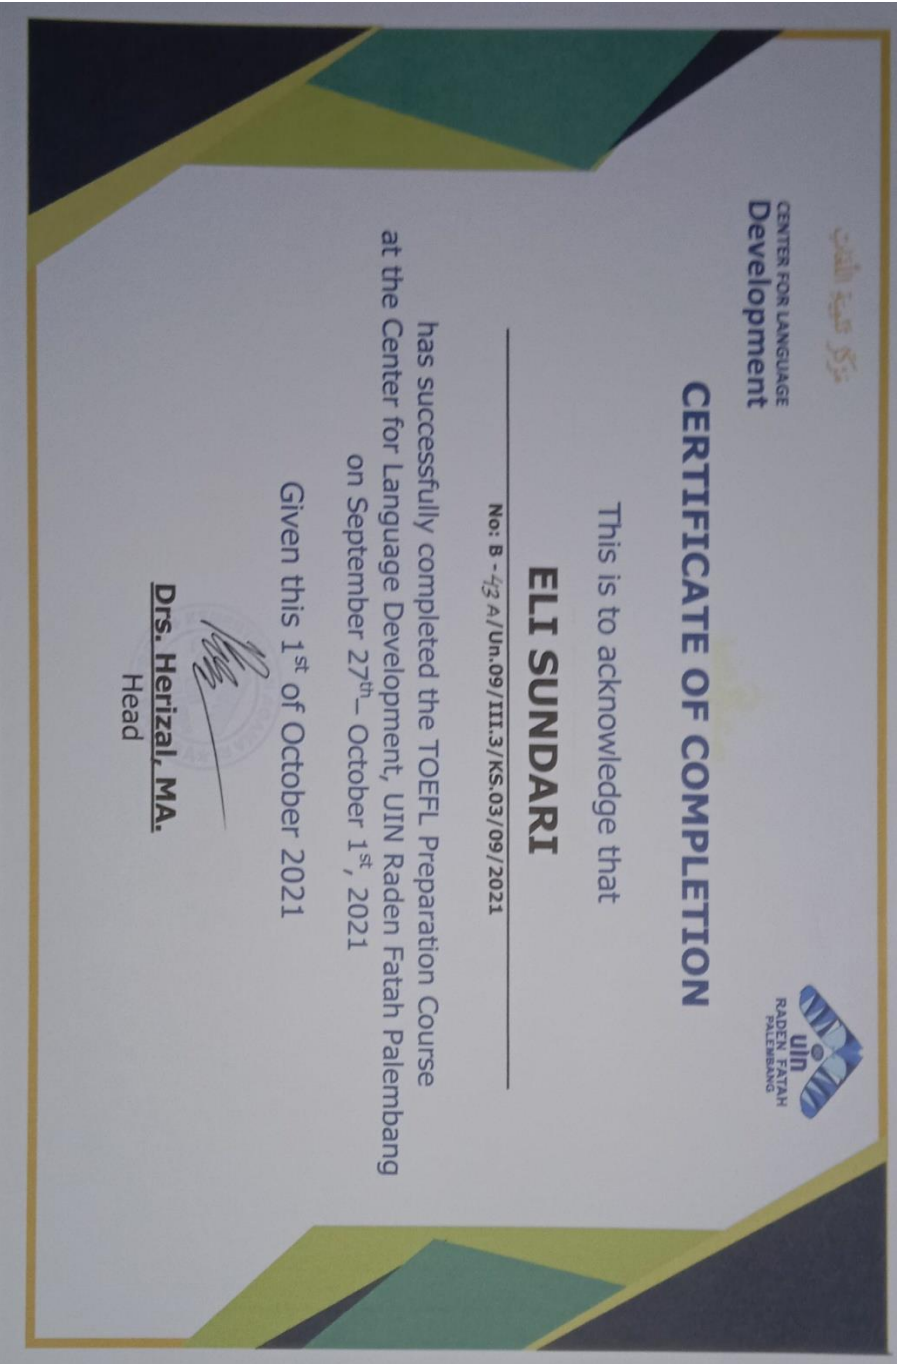 مركز تنمية اللغات
CENTER FOR LANGUAGE
Development
uin
RADEN FATAH
PALEMBANG
CERTIFICATE OF COMPLETION
This is to acknowledge that
ELI SUNDARI
No: B - 43 A/Un.09/III.3/KS.03/09/2021
has successfully completed the TOEFL Preparation Course
at the Center for Language Development, UIN Raden Fatah Palembang
on September 27th– October 1st, 2021
Given this 1st of October 2021
Drs. Herizal, MA.
Head